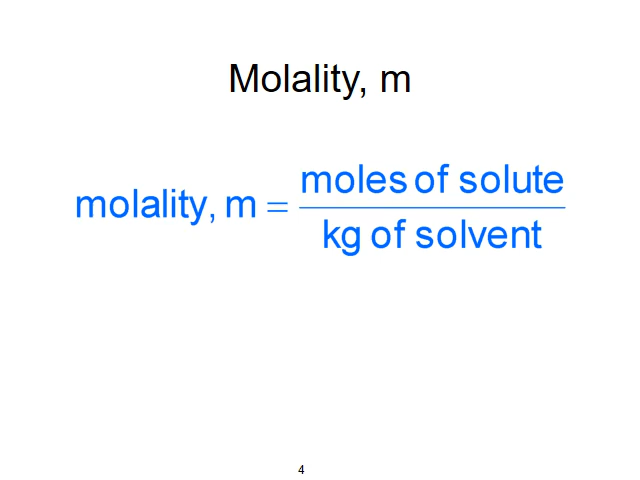 Molality, m
molality, m = moles of solute
kg of solvent
4